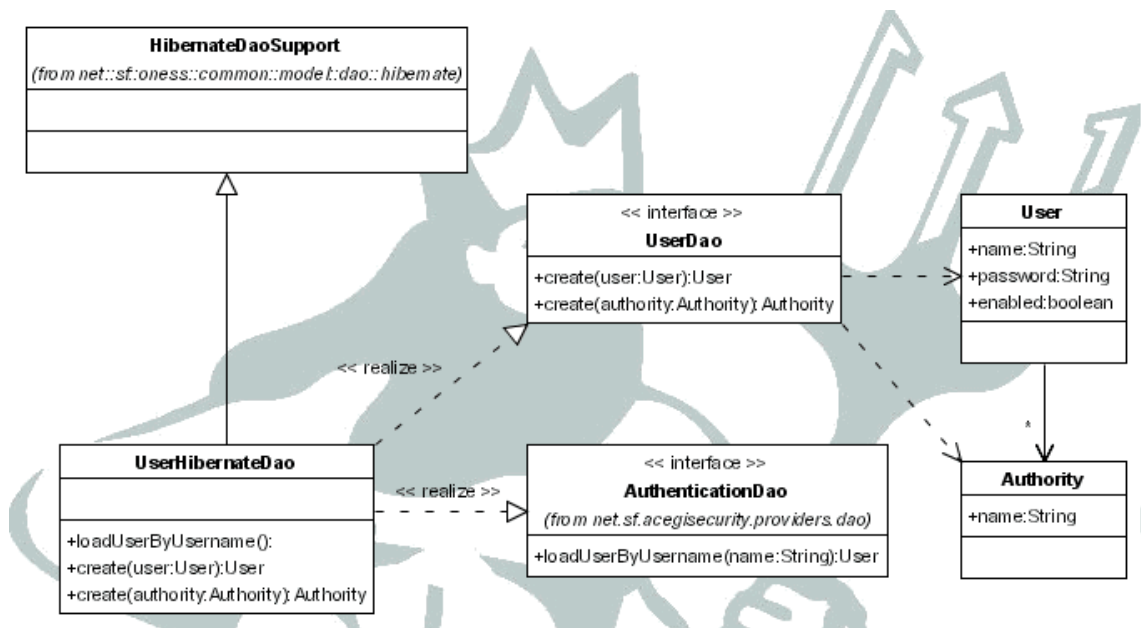 HibernateDaoSupport
(from net::sf::oness::common::model::dao::hibernate)
<< interface >>
UserDao
+create(user:User):User
+create(authority:Authority): Authority
User
+name:String
+password:String
+enabled:boolean
<< realize >>
*
UserHibernateDao
+loadUserByUsername():
+create(user:User):User
+create(authority:Authority): Authority
<< realize >>
<< interface >>
AuthenticationDao
(from net.sf.acegisecurity.providers.dao)
+loadUserByUsername(name:String):User
Authority
+name:String